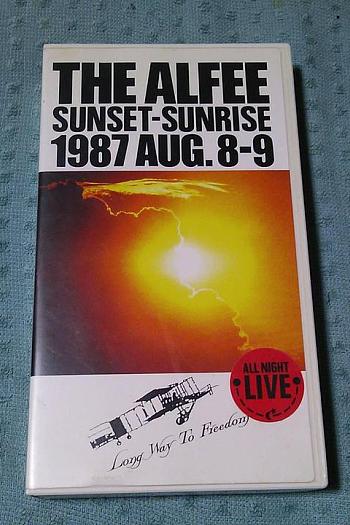 THE ALFEE
SUNSET-SUNRISE
1987 AUG. 8-9
ALL NIGHT
LIVE
Long Way To Freedom